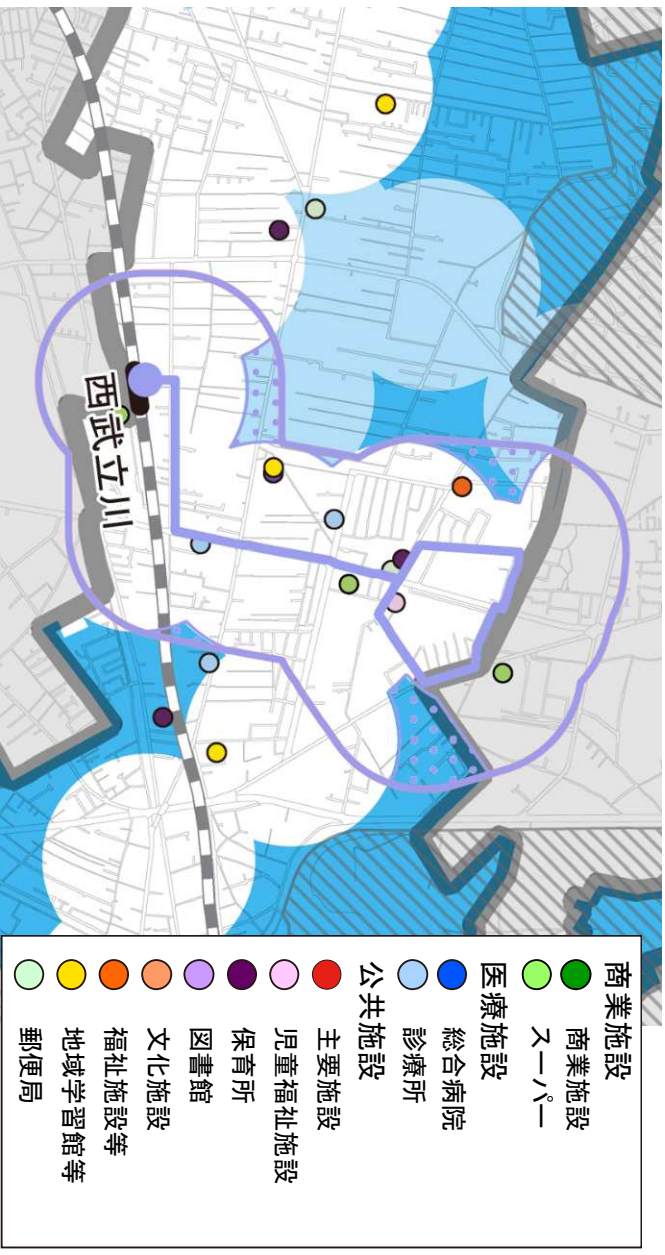 西武立川
商業施設
商業施設
スーパー
医療施設
総合病院
診療所
公共施設
主要施設
児童福祉施設
保育所
図書館
文化施設
福祉施設等
地域学習館等
郵便局